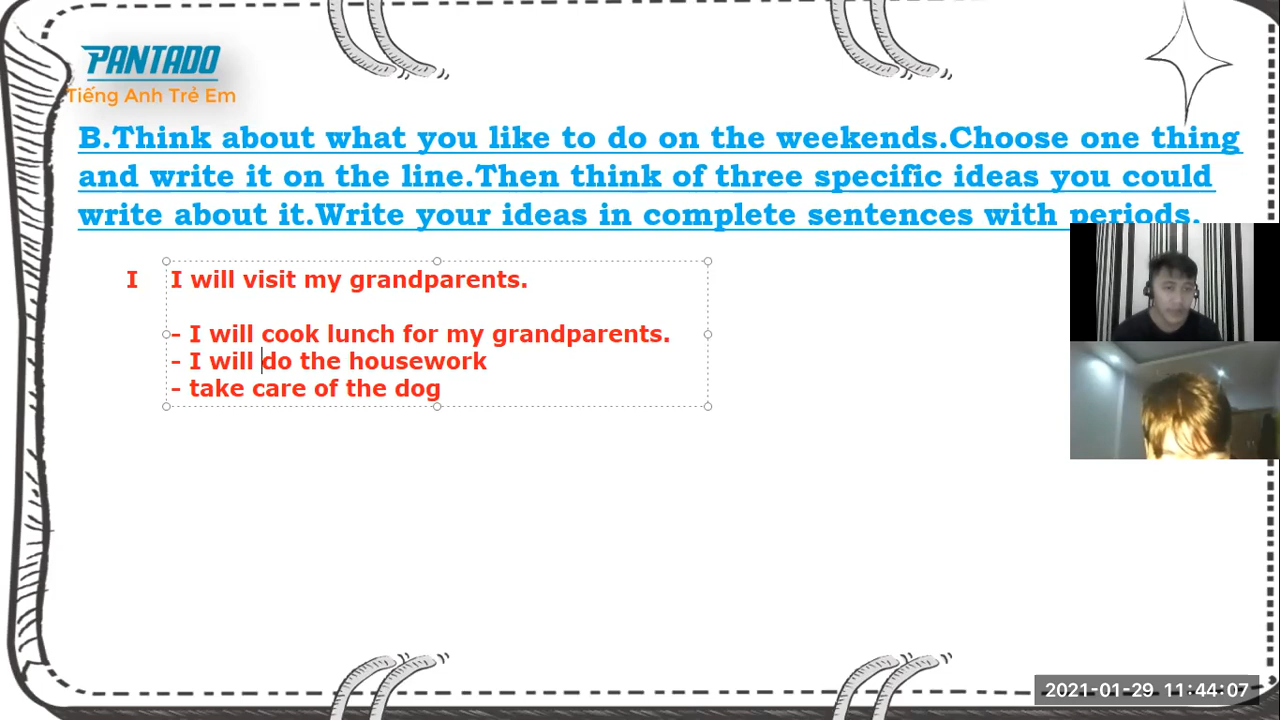 PANTADO
Tiếng Anh Trẻ Em
B.Think about what you like to do on the weekends.Choose one thing
and write it on the line.Then think of three specific ideas you could
write about it.Write your ideas in complete sentences with periods.
I I will visit my grandparents.
- I will cook lunch for my grandparents.
- I will do the housework
- take care of the dog
2021-01-29 11:44:07